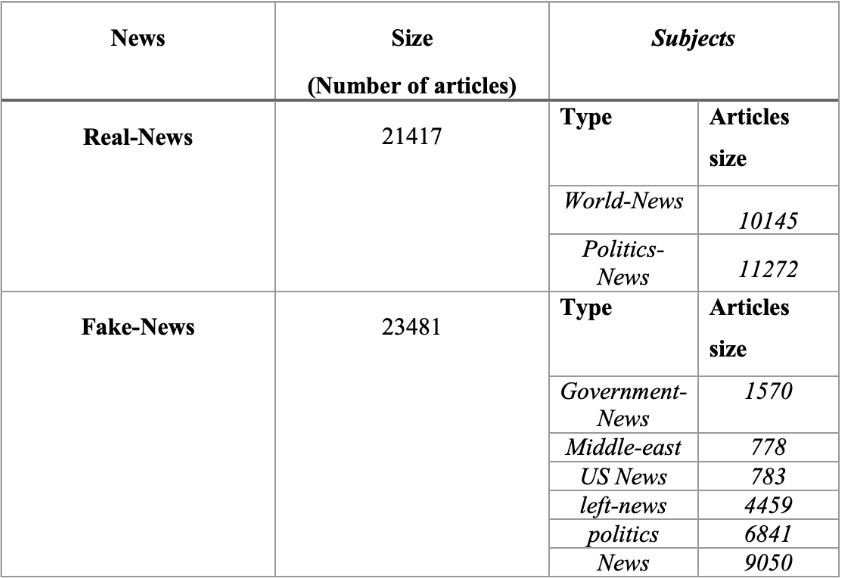 News Size Subjects
(Number of articles)
Real-News 21417 Type Articles
size
World-News 10145
Politics-
News 11272
Fake-News 23481 Type Articles
size
Government- 1570
News
Middle-east 778
US News 783
left-news 4459
politics 6841
News 9050